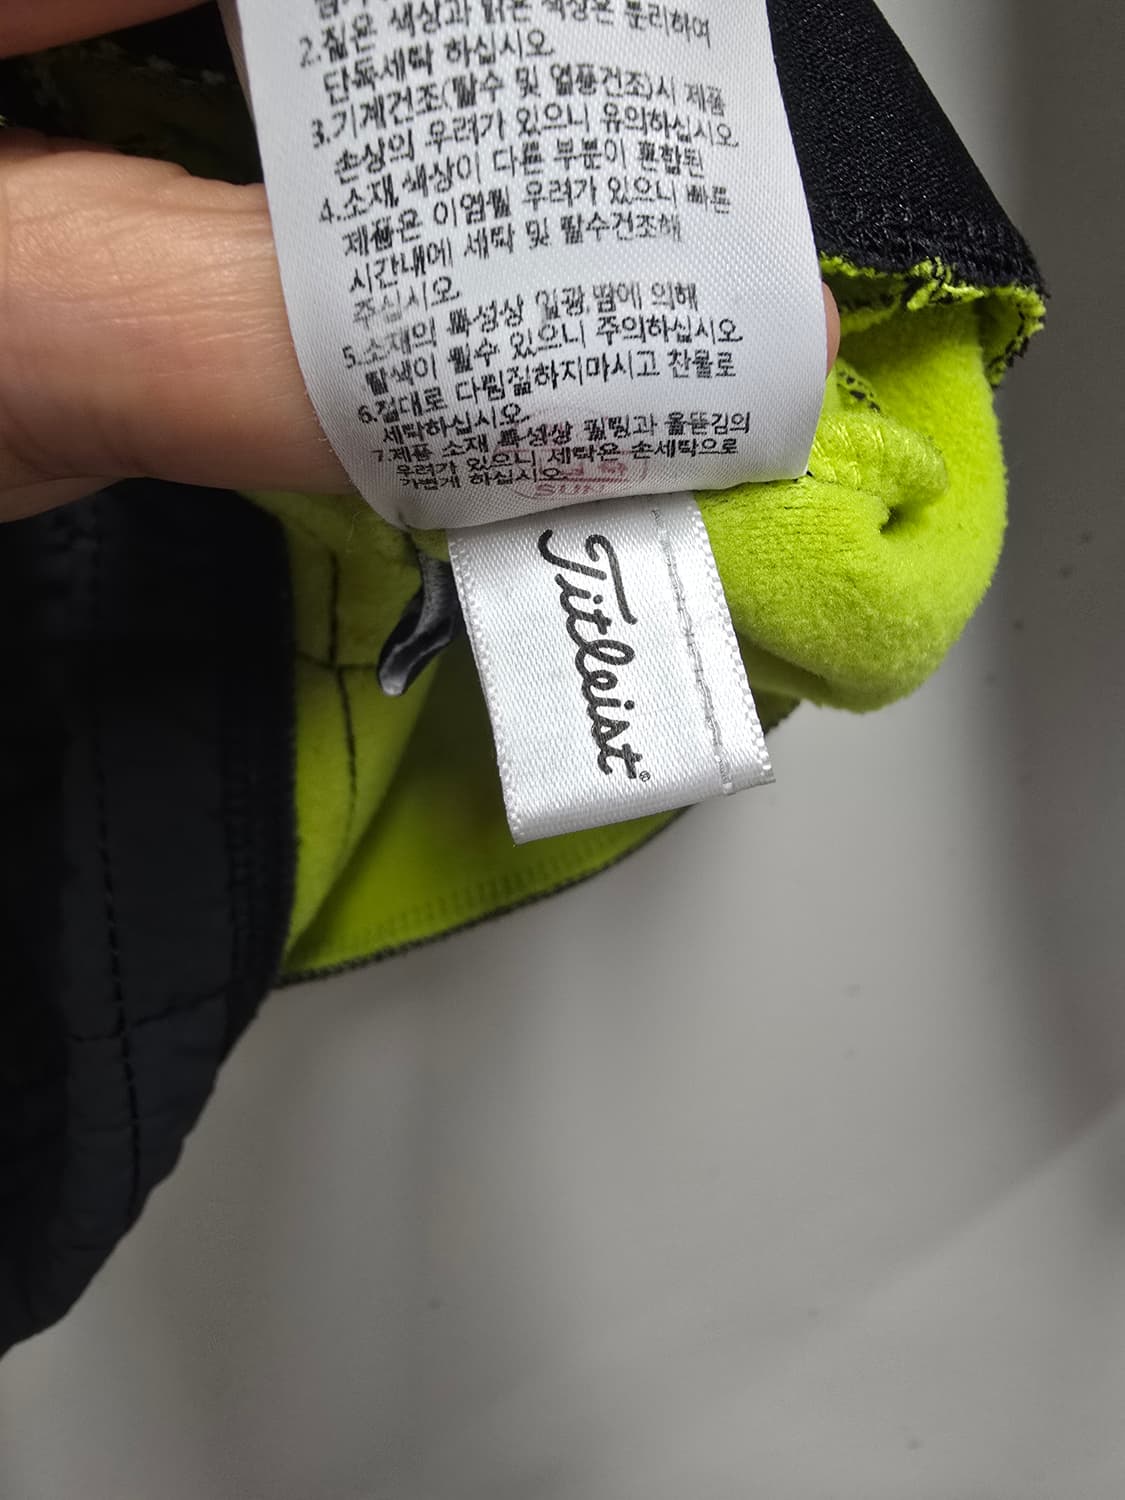 2.짙은 색상과 밝은 색상은 분리하여
단독세탁 하십시오
3.기계건조(탈수 및 열풍건조)시 제품
손상의 우려가 있으니 유의하십시오
4.소재 색상이 다른 부분이 포함된
제품은 이염될 우려가 있으니 빠른
시간내에 세탁 및 탈수건조해
주십시오
5.소재의 특성상 일광,땀에 의해
탈색이 될수 있으니 주의하십시오
6.절대로 다림질하지마시고 찬물로
세탁하십시오
7.제품 소재 특성상 필링과 올뜯김의
우려가 있으니 세탁은 손세탁으로
가볍게 하십시오
SUN
Titleist®